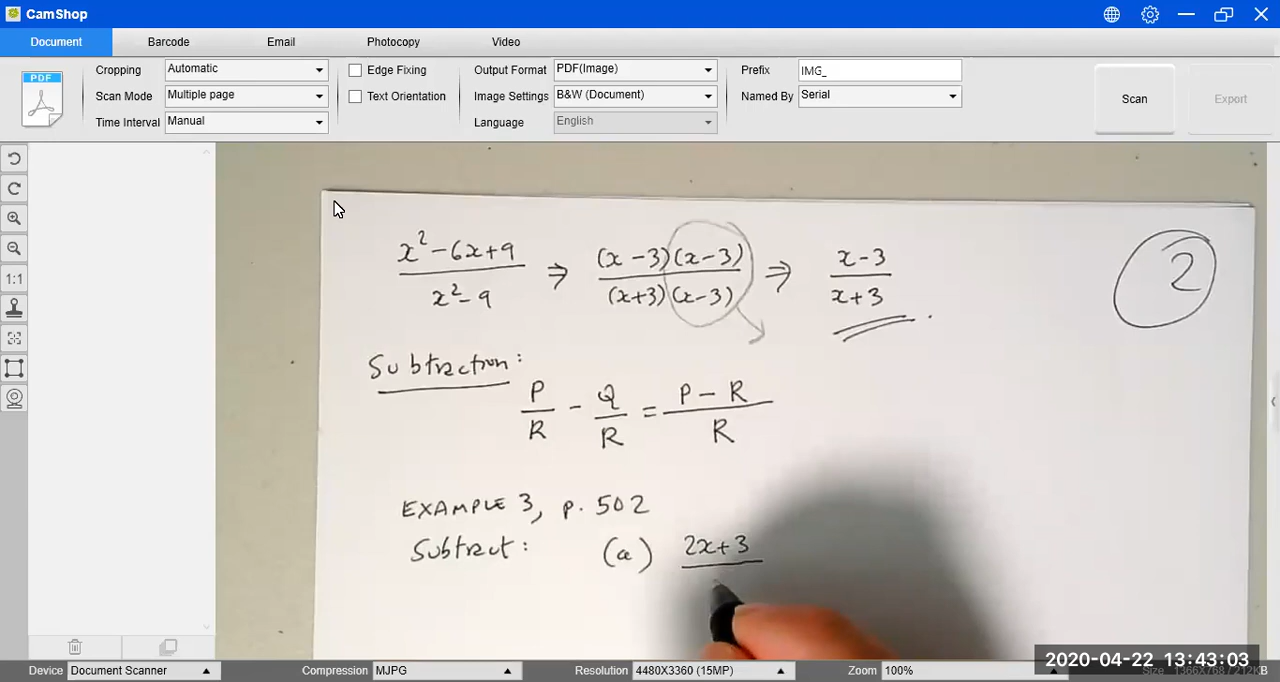 CamShop
Document Barcode Email Photocopy Video
PDF
Cropping Automatic Edge Fixing Output Format PDF(Image) Prefix IMG_
Scan Mode Multiple page Text Orientation Image Settings B&W (Document) Named By Serial
Time Interval Manual Language English
Scan Export
1:1
x² - 6x + 9 / x² - 9 ⇒ (x - 3)(x - 3) / (x + 3)(x - 3) ⇒ x - 3 / x + 3
2
Subtraction:
P/R - Q/R = P - R / R
EXAMPLE 3, p. 502
Subtract: (a) 2x + 3
Device Document Scanner Compression MJPG Resolution 4480X3360 (15MP) Zoom 100%
2020-04-22 13:43:03